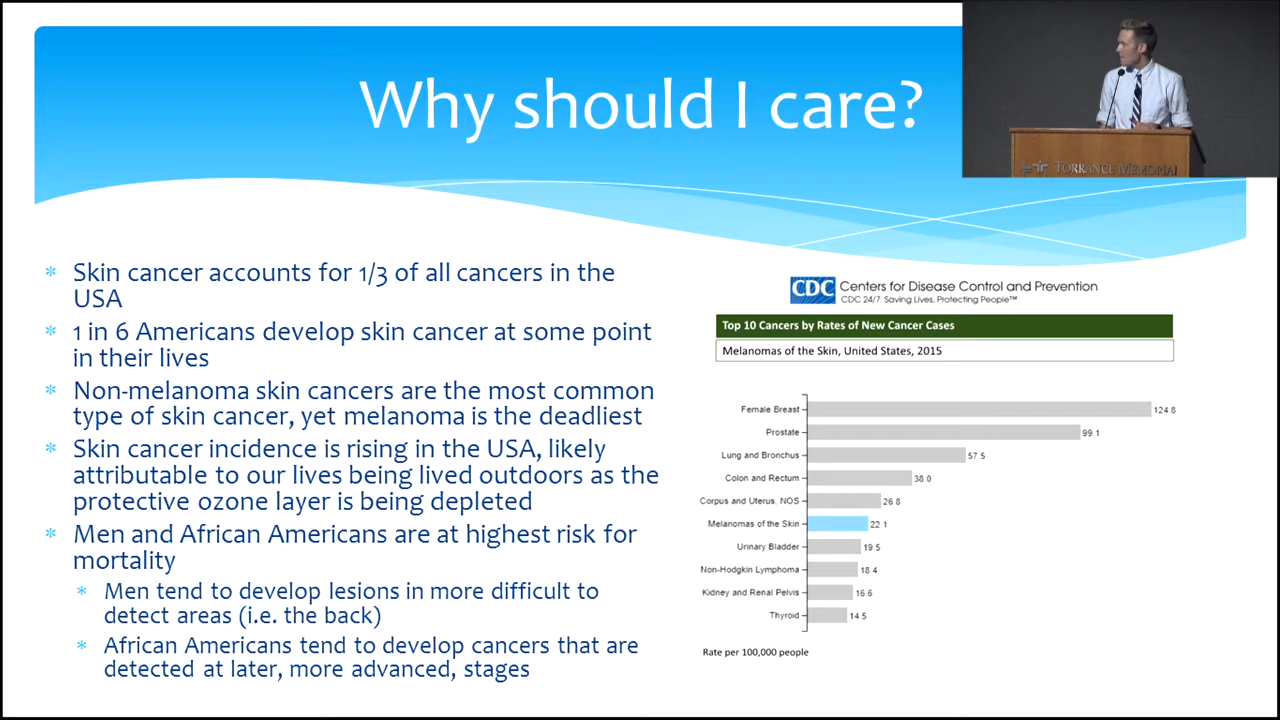 Why should I care?
TORRANCE MEMORIAL
* Skin cancer accounts for 1/3 of all cancers in the
USA
* 1 in 6 Americans develop skin cancer at some point
in their lives
* Non-melanoma skin cancers are the most common
type of skin cancer, yet melanoma is the deadliest
* Skin cancer incidence is rising in the USA, likely
attributable to our lives being lived outdoors as the
protective ozone layer is being depleted
* Men and African Americans are at highest risk for
mortality
* Men tend to develop lesions in more difficult to
detect areas (i.e. the back)
* African Americans tend to develop cancers that are
detected at later, more advanced, stages
CDC Centers for Disease Control and Prevention
CDC 24/7: Saving Lives, Protecting People™
Top 10 Cancers by Rates of New Cancer Cases
Melanomas of the Skin, United States, 2015
Female Breast 124.8
Prostate 99.1
Lung and Bronchus 57.5
Colon and Rectum 38.0
Corpus and Uterus, NOS 26.8
Melanomas of the Skin 22.1
Urinary Bladder 19.5
Non-Hodgkin Lymphoma 18.4
Kidney and Renal Pelvis 16.6
Thyroid 14.5
Rate per 100,000 people